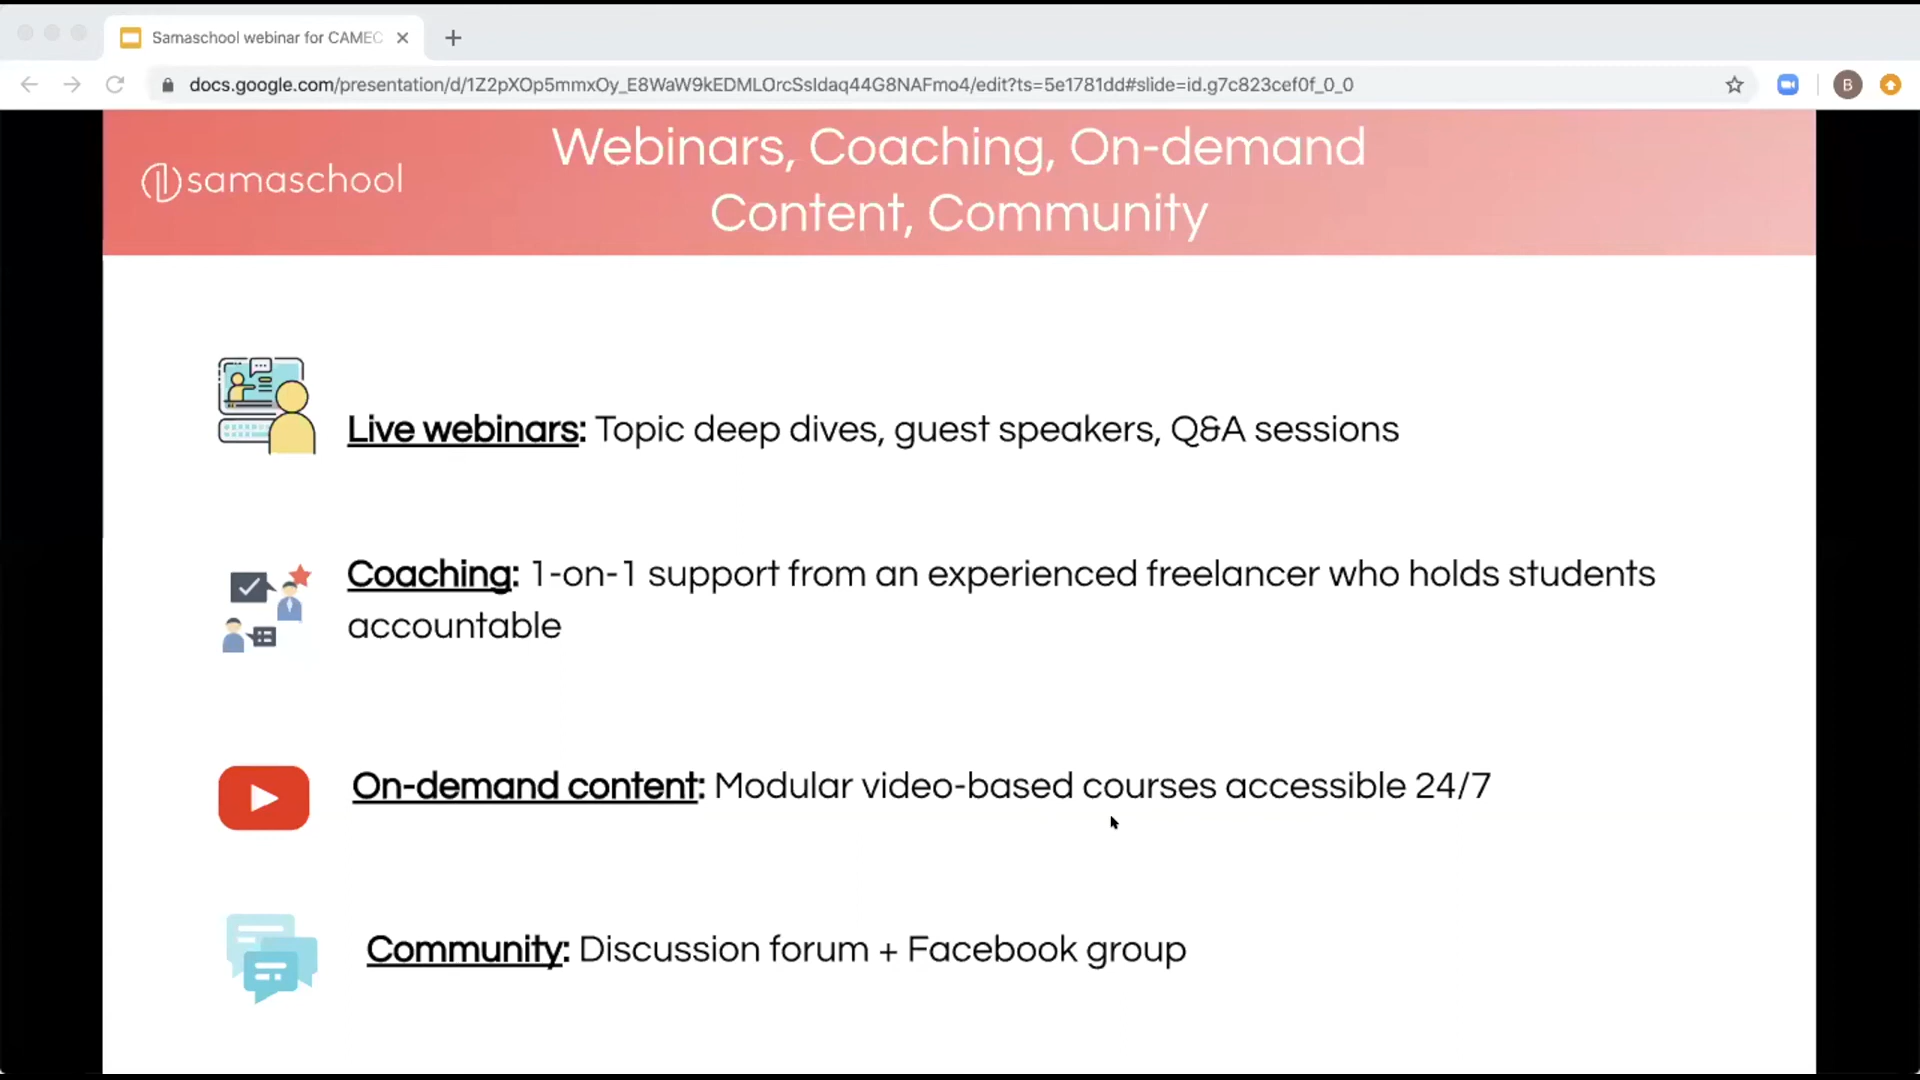 Samaschool webinar for CAMEC
docs.google.com/presentation/d/1Z2pXOp5mmxOy_E8WaW9kEDMLOrcSsIdaq44G8NAFmo4/edit?ts=5e1781dd#slide=id.g7c823cef0f_0_0
B
samaschool
Webinars, Coaching, On-demand
Content, Community
Live webinars: Topic deep dives, guest speakers, Q&A sessions
Coaching: 1-on-1 support from an experienced freelancer who holds students
accountable
On-demand content: Modular video-based courses accessible 24/7
Community: Discussion forum + Facebook group